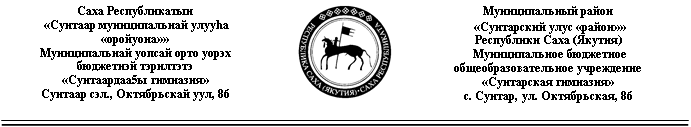 Саха Республикатын
«Сунтаар муниципальнай улууhа
«оройуона»»
Муниципальнай уопсай орто уорэх
бюджетнэй тэрилтэтэ
«Сунтаардаа5ы гимназия»
Сунтаар сэл., Октябрьскай уул, 86
РЕСПУБЛИКА САХА (ЯКУТИЯ) • САХА РЕСПУБЛИКАТА
Муниципальный район
«Сунтарский улус «район»»
Республики Саха (Якутия)
Муниципальное бюджетное
общеобразовательное учреждение
«Сунтарская гимназия»
с. Сунтар, ул. Октябрьская, 86